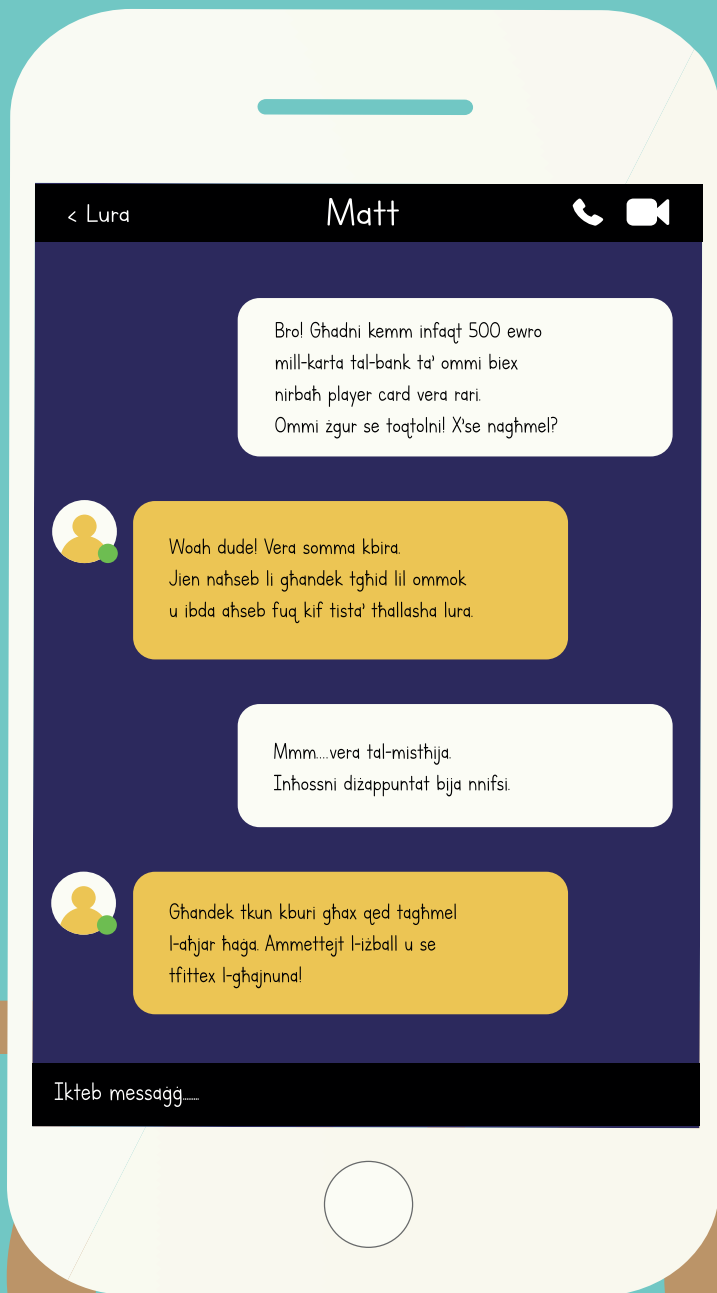 < Lura
Matt
Bro! Għadni kemm infaqt 500 ewro
mill-karta tal-bank ta' ommi biex
nirbaħ player card vera rari.
Ommi żgur se toqtolni! X'se nagħmel?
Woah dude! Vera somma kbira.
Jien naħseb li għandek tgħid lil ommok
u ibda aħseb fuq kif tista' tħallasha lura.
Mmm....vera tal-mistħija.
Inħossni diżappuntat bija nnifsi.
Għandek tkun kburi għax qed tagħmel
l-aħjar ħaġa. Ammettejt l-iżball u se
tfittex l-għajnuna!
Ikteb messaġġ.......